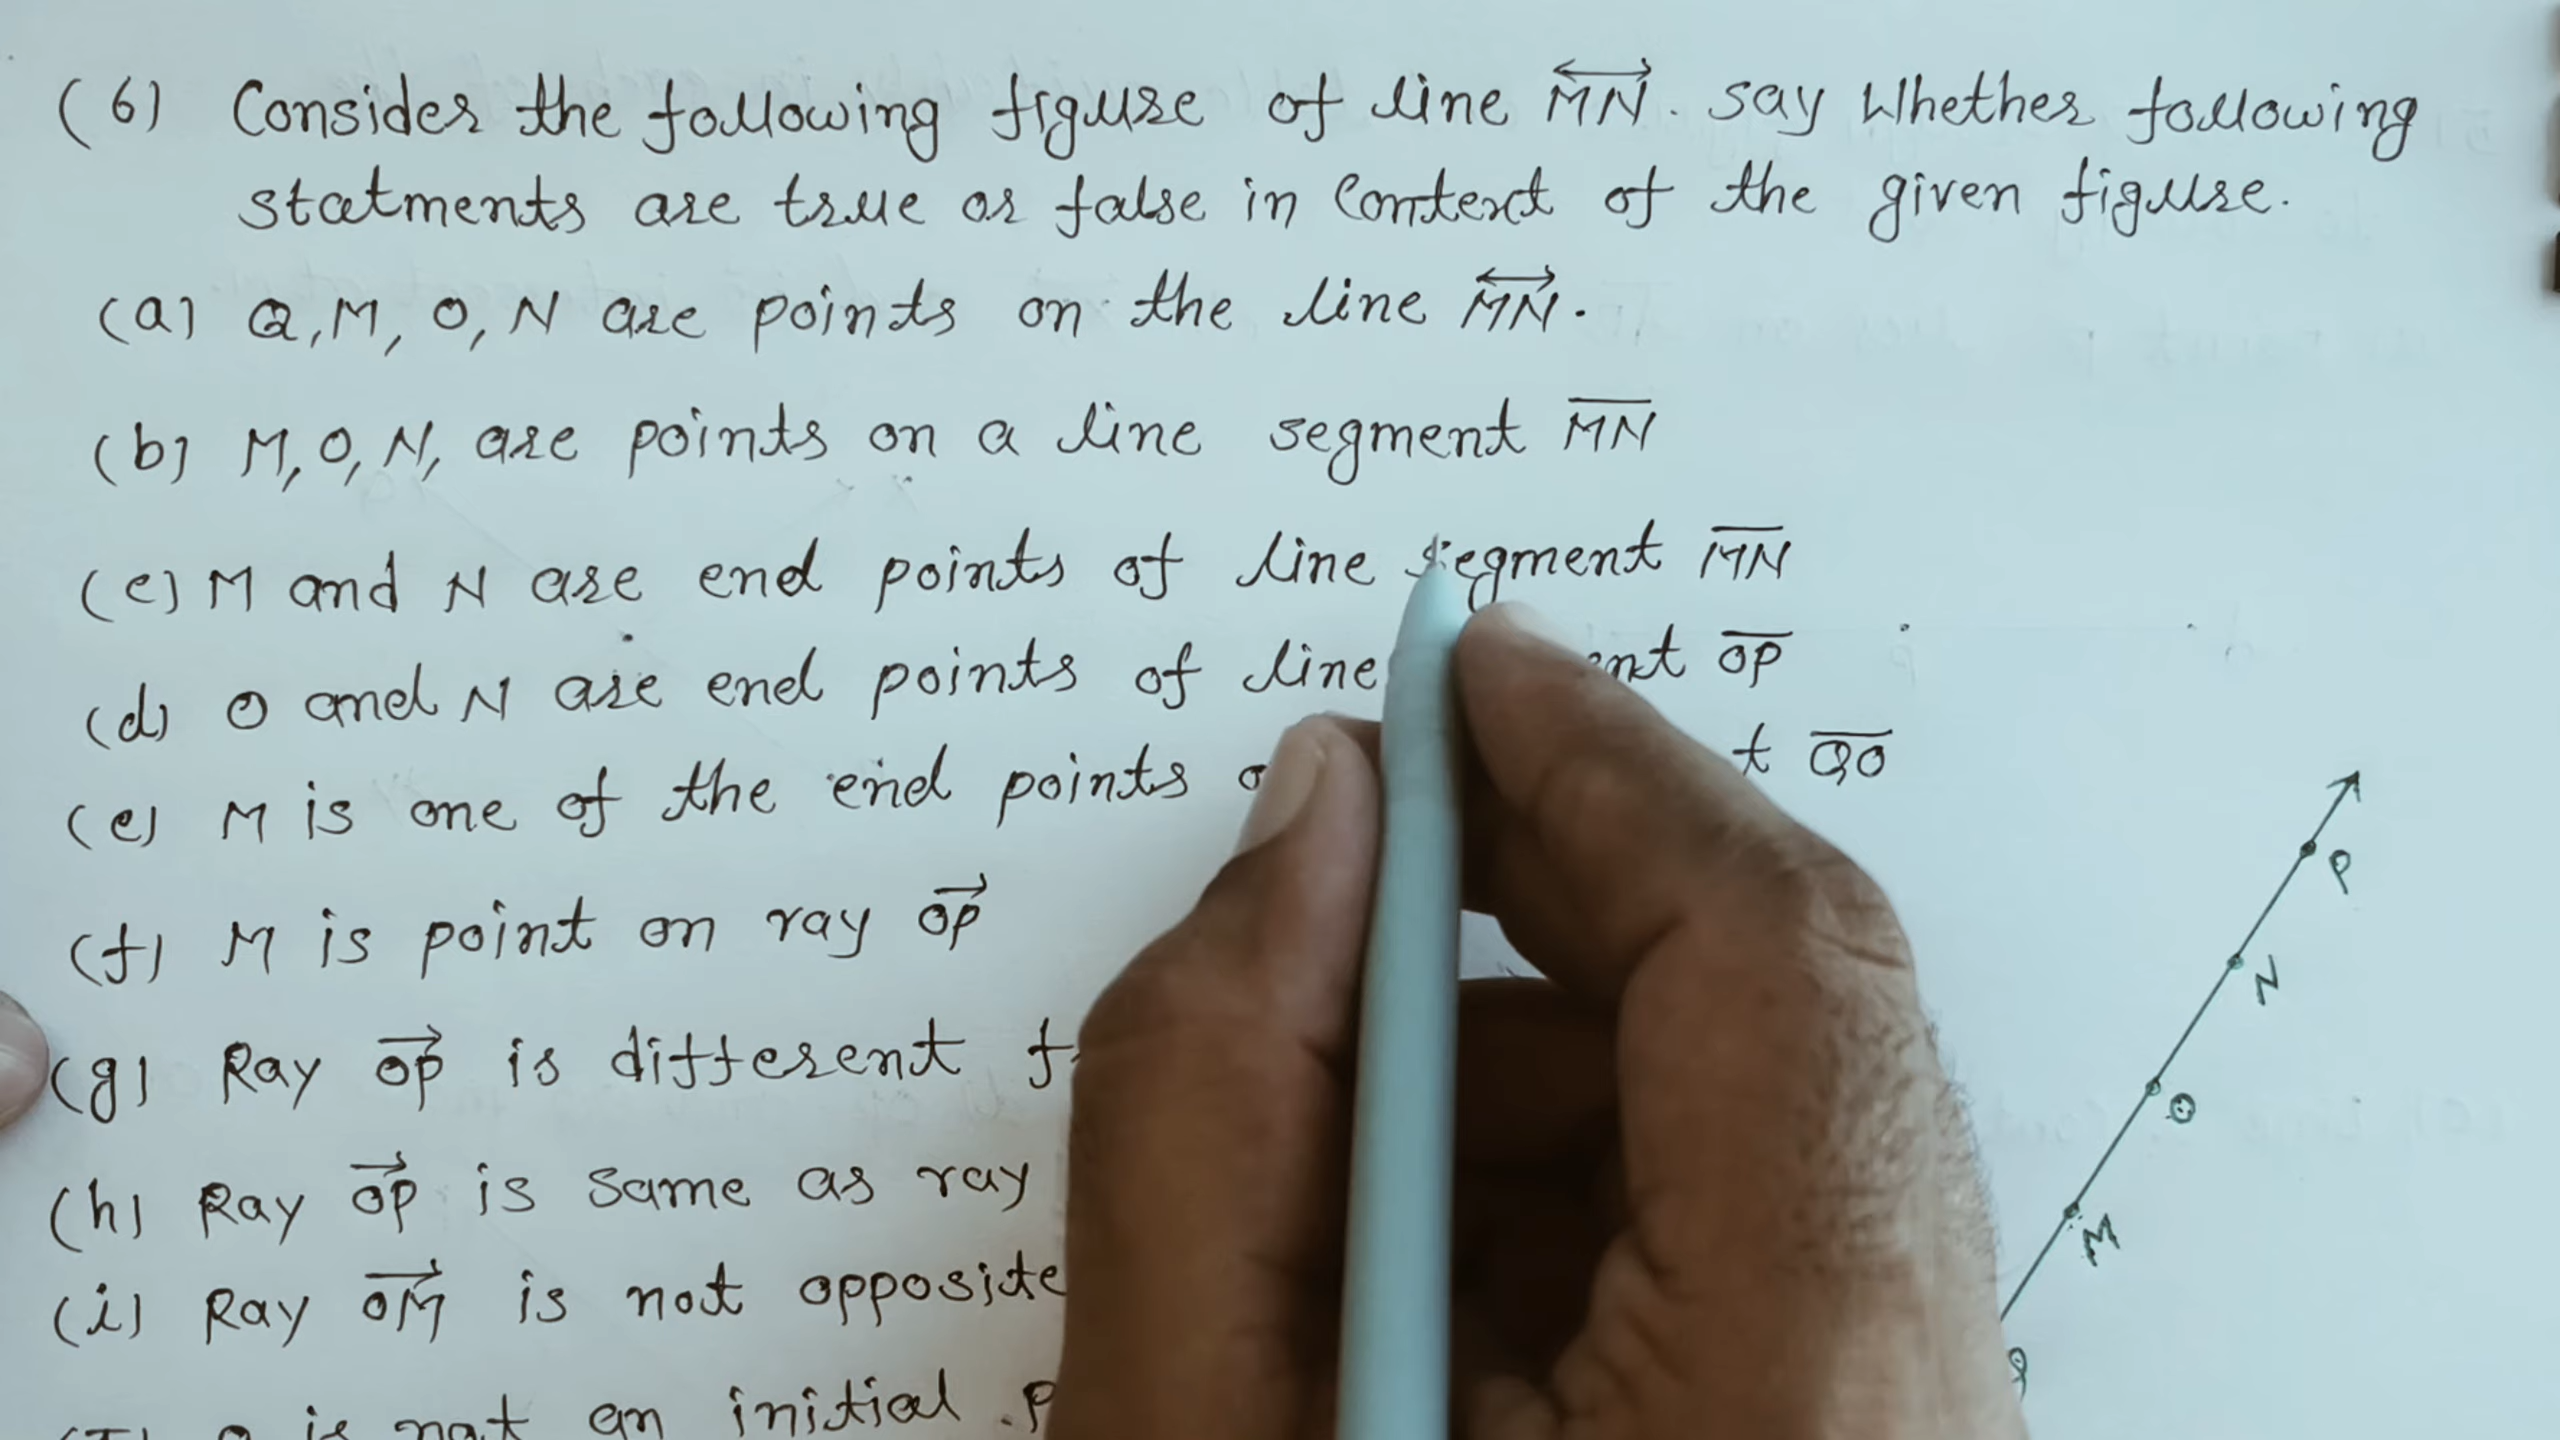 (6) Consider the following figure of line MN. say Whether following
statments are true or false in Context of the given figure.
(a) Q, M, O, N are points on the line MN.
(b) M, O, N, are points on a line segment MN
(c) M and N are end points of line segment MN
(d) O and N are end points of line OP
(e) M is one of the end points QO
(f) M is point on ray OP
(g) Ray OP is different
(h) Ray OP is same as ray
(i) Ray OM is not opposite
is not an initial
P
N
O
M
Q